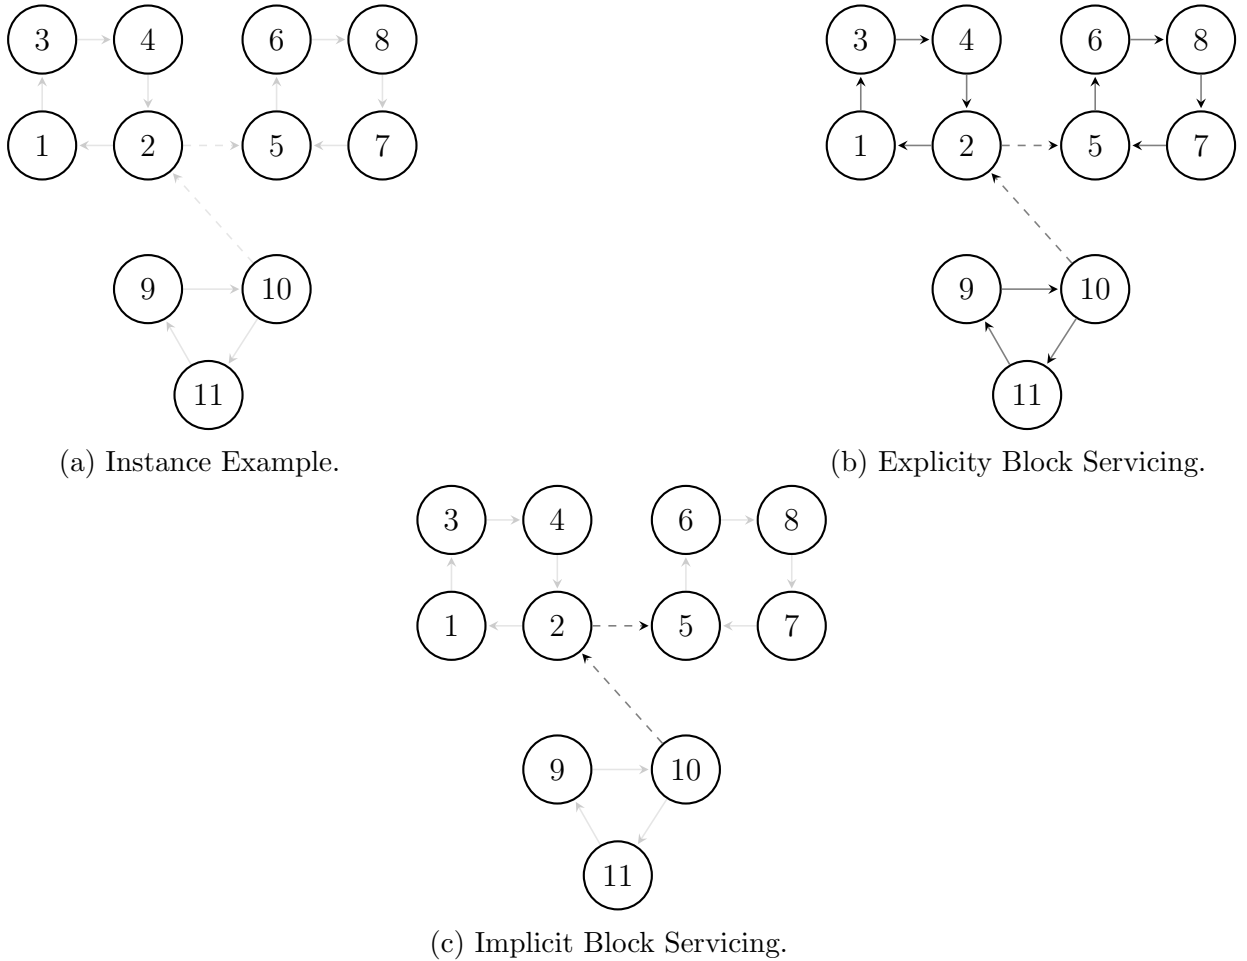 3 4 6 8 3 4 6 8
1 2 5 7 1 2 5 7
9 10 9 10
11 11
(a) Instance Example. (b) Explicity Block Servicing.
3 4 6 8
1 2 5 7
9 10
11
(c) Implicit Block Servicing.